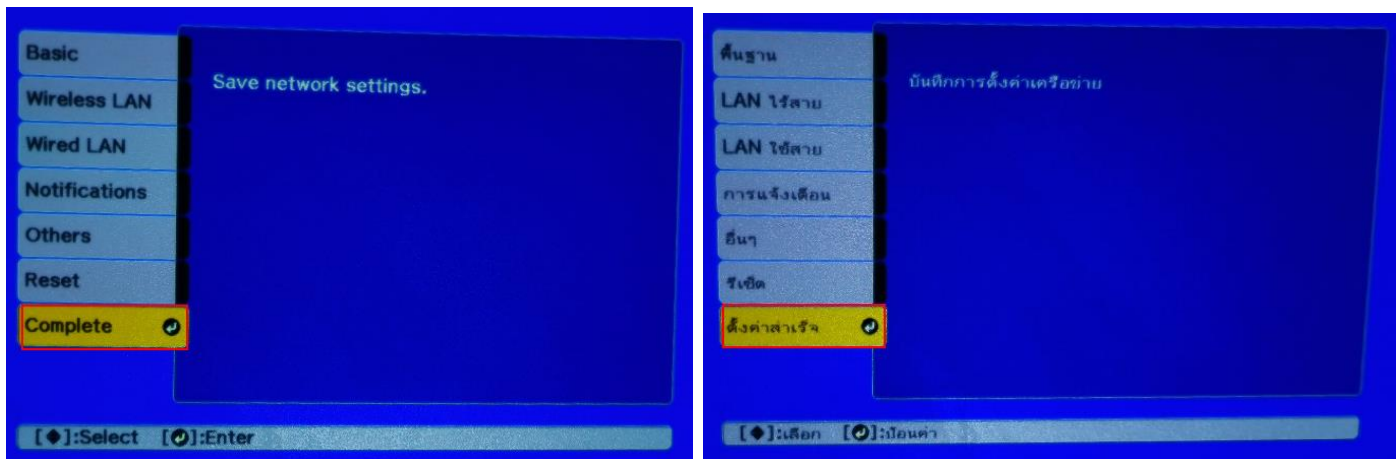 Basic
Wireless LAN
Wired LAN
Notifications
Others
Reset
Complete
Save network settings.
[◆]:Select [↵]:Enter
พื้นฐาน
LAN ไร้สาย
LAN ใช้สาย
การแจ้งเตือน
อื่นๆ
รีเซ็ต
ตั้งค่าสำเร็จ
บันทึกการตั้งค่าเครือข่าย
[◆]:เลือก [↵]:ป้อนค่า